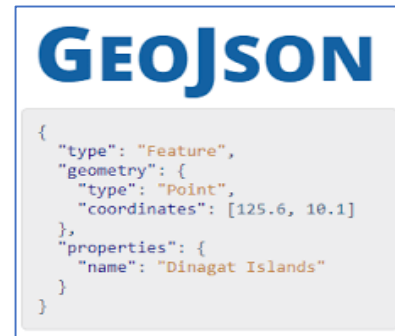 GEOJSON
{
  "type": "Feature",
  "geometry": {
    "type": "Point",
    "coordinates": [125.6, 10.1]
  },
  "properties": {
    "name": "Dinagat Islands"
  }
}